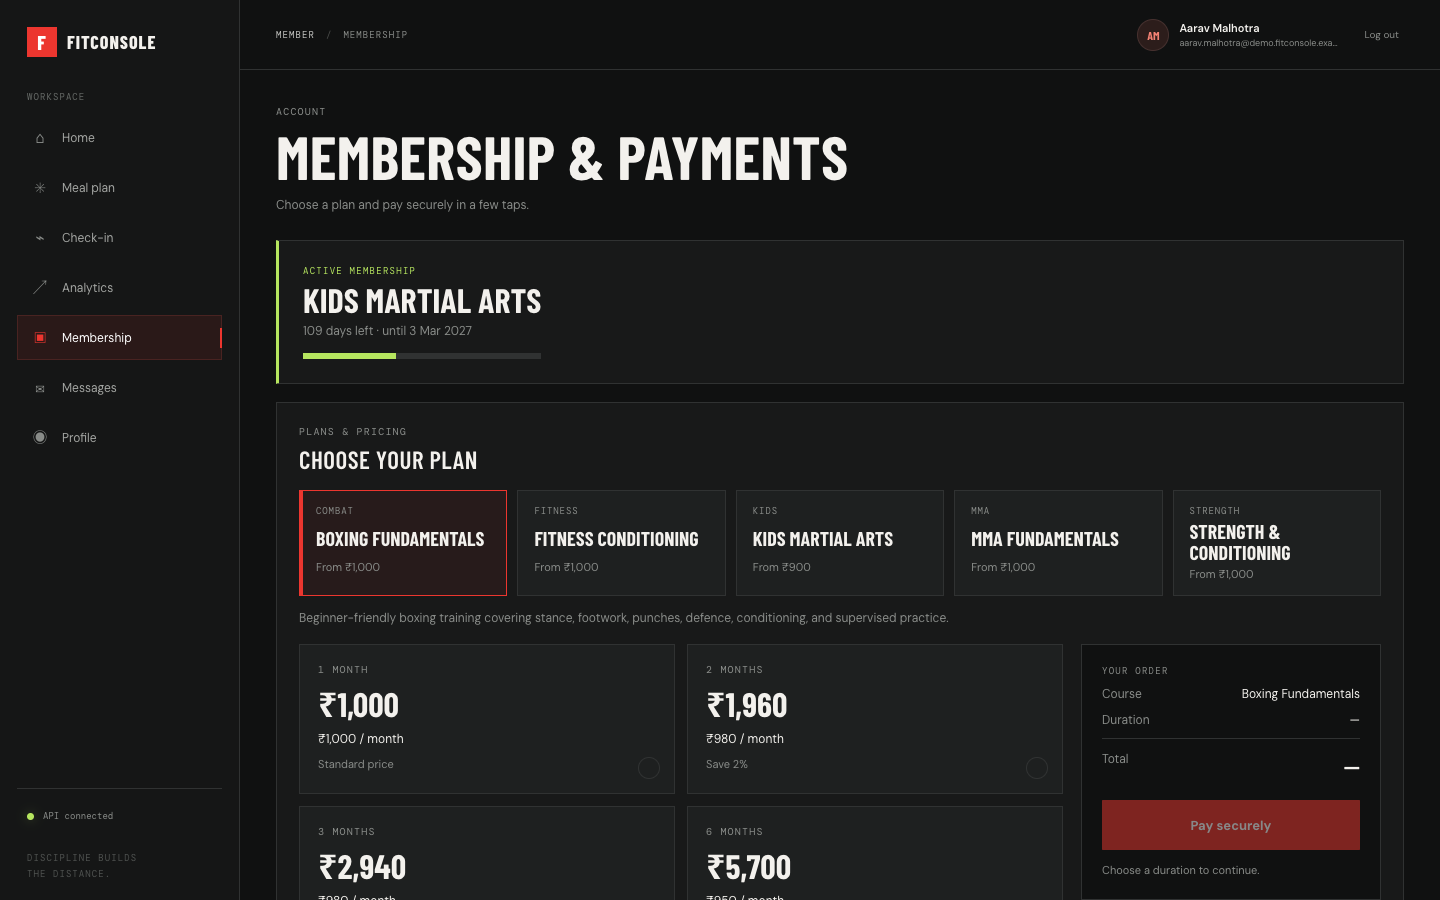 F FITCONSOLE
WORKSPACE
Home
Meal plan
Check-in
Analytics
Membership
Messages
Profile
API connected
DISCIPLINE BUILDS
THE DISTANCE.
MEMBER / MEMBERSHIP
AM
Aarav Malhotra
aarav.malhotra@demo.fitconsole.exa...
Log out
ACCOUNT
MEMBERSHIP & PAYMENTS
Choose a plan and pay securely in a few taps.
ACTIVE MEMBERSHIP
KIDS MARTIAL ARTS
109 days left · until 3 Mar 2027
PLANS & PRICING
CHOOSE YOUR PLAN
COMBAT
BOXING FUNDAMENTALS
From ₹1,000
FITNESS
FITNESS CONDITIONING
From ₹1,000
KIDS
KIDS MARTIAL ARTS
From ₹900
MMA
MMA FUNDAMENTALS
From ₹1,000
STRENGTH
STRENGTH &
CONDITIONING
From ₹1,000
Beginner-friendly boxing training covering stance, footwork, punches, defence, conditioning, and supervised practice.
1 MONTH
₹1,000
₹1,000 / month
Standard price
2 MONTHS
₹1,960
₹980 / month
Save 2%
3 MONTHS
₹2,940
₹980 / month
6 MONTHS
₹5,700
₹950 / month
YOUR ORDER
Course Boxing Fundamentals
Duration —
Total —
Pay securely
Choose a duration to continue.